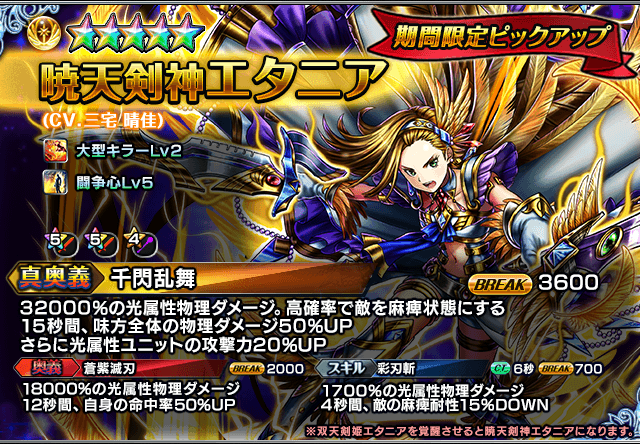 期間限定ピックアップ
暁天剣神エタニア
(CV.三宅 晴佳)
大型キラーLv2
闘争心Lv5
5 5 4
真奥義 千閃乱舞 BREAK 3600
32000%の光属性物理ダメージ。高確率で敵を麻痺状態にする
15秒間、味方全体の物理ダメージ50%UP
さらに光属性ユニットの攻撃力20%UP
奥義 蒼紫滅刃 BREAK 2000
18000%の光属性物理ダメージ
12秒間、自身の命中率50%UP
スキル 彩刃斬 CT 6秒 BREAK 700
1700%の光属性物理ダメージ
4秒間、敵の麻痺耐性15%DOWN
※双天剣姫エタニアを覚醒させると暁天剣神エタニアになります。